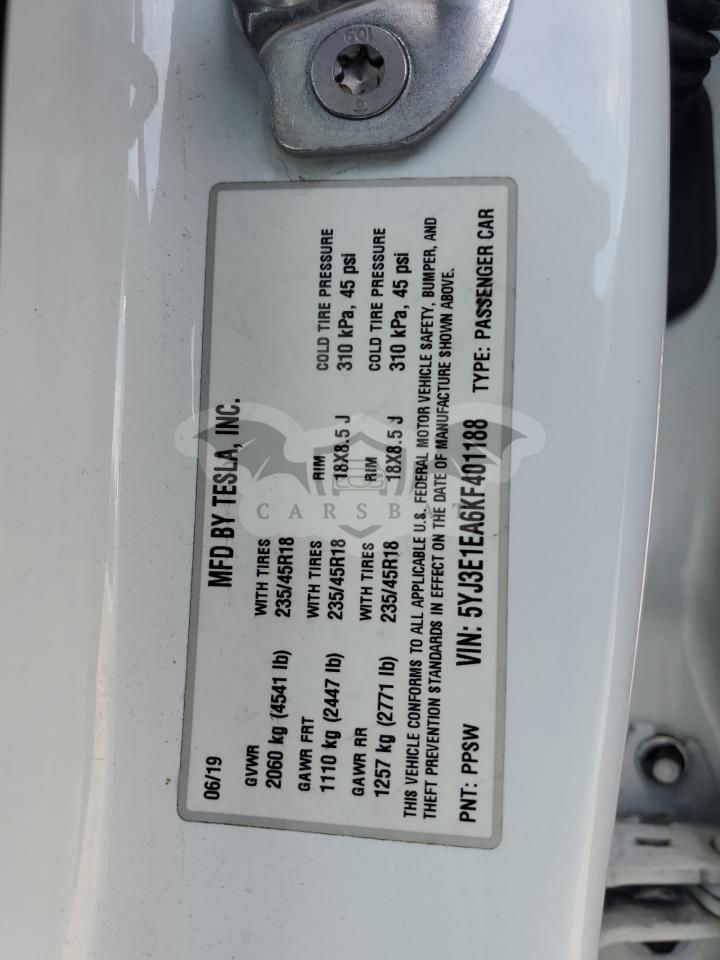 MFD BY TESLA, INC.
06/19
GVWR WITH TIRES
2060 kg (4541 lb) 235/45R18
GAWR FRT WITH TIRES RIM COLD TIRE PRESSURE
1110 kg (2447 lb) 235/45R18 18X8.5 J 310 kPa, 45 psi
GAWR RR WITH TIRES RIM COLD TIRE PRESSURE
1257 kg (2771 lb) 235/45R18 18X8.5 J 310 kPa, 45 psi
THIS VEHICLE CONFORMS TO ALL APPLICABLE U.S. FEDERAL MOTOR VEHICLE SAFETY, BUMPER, AND
THEFT PREVENTION STANDARDS IN EFFECT ON THE DATE OF MANUFACTURE SHOWN ABOVE.
PNT: PPSW VIN: 5YJ3E1EA6KF401188 TYPE: PASSENGER CAR
CARSBAT
10.9